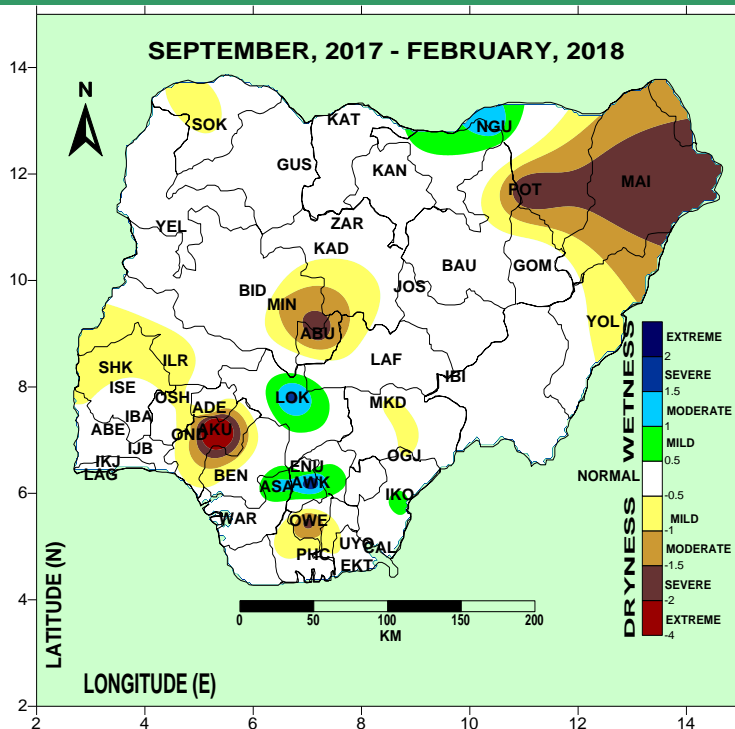 SEPTEMBER, 2017 - FEBRUARY, 2018
14
12
10
8
6
4
2
N
SOK
KAT
NGU
GUS
KAN
POT
MAI
YEL
ZAR
KAD
BAU
GOM
BID
MIN
JOS
ABU
YOL
SHK
ILR
LAF
ISE
OSH
LOK
IBI
ADE
MKD
IBA
ABE
OND
AKU
IJB
OGJ
IKJ
LAG
BEN
ENU
ASA
AWK
IKO
WAR
OWE
UYO
CAL
PHC
EKT
WETNESS
EXTREME
2
SEVERE
1.5
MODERATE
1
MILD
0.5
NORMAL
-0.5
MILD
-1
MODERATE
-1.5
SEVERE
-2
EXTREME
-4
DRYNESS
0 50 100 150 200
KM
LATITUDE (N)
LONGITUDE (E)
2 4 6 8 10 12 14